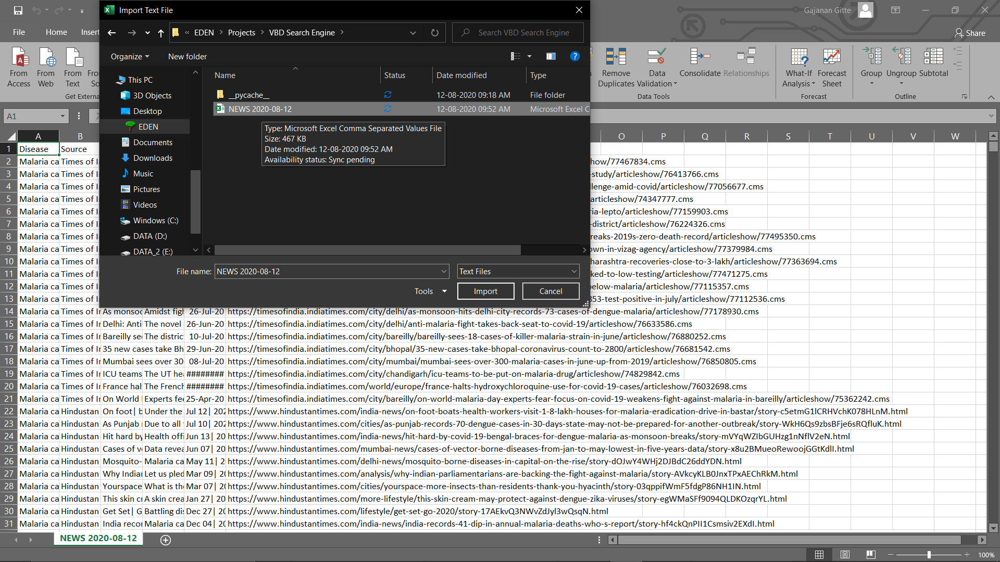 Import Text File
Gajanan Gitte
« EDEN > Projects > VBD Search Engine >
Search VBD Search Engine
File Home Insert
Share
Organize New folder
?
From Access
From Web
From Text
Get Externa
Remove Duplicates
Data Validation
Consolidate
Relationships
What-If Analysis
Forecast Sheet
Group
Ungroup
Subtotal
Data Tools
Forecast
Outline
Name Status Date modified Type
__pycache__ 12-08-2020 09:18 AM File folder
NEWS 2020-08-12 12-08-2020 09:52 AM Microsoft Excel C
Type: Microsoft Excel Comma Separated Values File
Size: 467 KB
Date modified: 12-08-2020 09:52 AM
Availability status: Sync pending
This PC
3D Objects
Desktop
EDEN
Documents
Downloads
Music
Pictures
Videos
Windows (C:)
DATA (D:)
DATA_2 (E:)
File name: NEWS 2020-08-12 Text Files
Tools Import Cancel
A1
A B O P Q R S T U V W
1 Disease Source
2 Malaria ca Times of In how/77467834.cms
3 Malaria ca Times of In -study/articleshow/76413766.cms
4 Malaria ca Times of In llenge-amid-covid/articleshow/77056677.cms
5 Malaria ca Times of In articleshow/74347777.cms
6 Malaria ca Times of In ria-lepto/articleshow/77159903.cms
7 Malaria ca Times of In -district/articleshow/76224326.cms
8 Malaria ca Times of In reaks-2019s-zero-death-record/articleshow/77495350.cms
9 Malaria ca Times of In own-in-vizag-agency/articleshow/77379984.cms
10 Malaria ca Times of In harashtra-recoveries-close-to-3-lakh/articleshow/77363694.cms
11 Malaria ca Times of In ked-to-low-testing/articleshow/77471275.cms
12 Malaria ca Times of In below-malaria/articleshow/77115357.cms
13 Malaria ca Times of In 353-test-positive-in-july/articleshow/77112536.cms
14 Malaria ca Times of In As monsoo Amidst figh 26-Jul-20 https://timesofindia.indiatimes.com/city/delhi/as-monsoon-hits-delhi-city-records-73-cases-of-dengue-malaria/articleshow/77178930.cms
15 Malaria ca Times of In Delhi: Anti The novel 26-Jun-20 https://timesofindia.indiatimes.com/city/delhi/anti-malaria-fight-takes-back-seat-to-covid-19/articleshow/76633586.cms
16 Malaria ca Times of In Bareilly see The district 10-Jul-20 https://timesofindia.indiatimes.com/city/bareilly/bareilly-sees-18-cases-of-killer-malaria-strain-in-june/articleshow/76880252.cms
17 Malaria ca Times of In 35 new cases take Bh 29-Jun-20 https://timesofindia.indiatimes.com/city/bhopal/35-new-cases-take-bhopal-coronavirus-count-to-2800/articleshow/76681542.cms
18 Malaria ca Times of In Mumbai sees over 30 08-Jul-20 https://timesofindia.indiatimes.com/city/mumbai/mumbai-sees-over-300-malaria-cases-in-june-up-from-2019/articleshow/76850805.cms
19 Malaria ca Times of In ICU teams The UT hea ######## https://timesofindia.indiatimes.com/city/chandigarh/icu-teams-to-be-put-on-malaria-drug/articleshow/74829842.cms
20 Malaria ca Times of In France hal The French ######## https://timesofindia.indiatimes.com/world/europe/france-halts-hydroxychloroquine-use-for-covid-19-cases/articleshow/76032698.cms
21 Malaria ca Times of In On World Experts fee 25-Apr-20 https://timesofindia.indiatimes.com/city/bareilly/on-world-malaria-day-experts-fear-focus-on-covid-19-weakens-fight-against-malaria-in-bareilly/articleshow/75362242.cms
22 Malaria ca Hindustan On foot| b Under the Jul 12| 202 https://www.hindustantimes.com/india-news/on-foot-boats-health-workers-visit-1-8-lakh-houses-for-malaria-eradication-drive-in-bastar/story-c5etmG1lCRHVchK078HLnM.html
23 Malaria ca Hindustan As Punjab Due to all Jul 10| 202 https://www.hindustantimes.com/cities/as-punjab-records-70-dengue-cases-in-30-days-state-may-not-be-prepared-for-another-outbreak/story-WkH6Qs9zbsBFje6sRQfluK.html
24 Malaria ca Hindustan Hit hard by Health offi Jun 13| 20 https://www.hindustantimes.com/india-news/hit-hard-by-covid-19-bengal-braces-for-dengue-malaria-as-monsoon-breaks/story-mVYqWZIbGUHzg1nNflV2eN.html
25 Malaria ca Hindustan Cases of ve Data revea Jun 07| 20 https://www.hindustantimes.com/mumbai-news/cases-of-vector-borne-diseases-from-jan-to-may-lowest-in-five-years-data/story-x8u2BMueoRewoojGGtKdlI.html
26 Malaria ca Hindustan Mosquito- Malaria ca May 11| 2 https://www.hindustantimes.com/delhi-news/mosquito-borne-diseases-in-capital-on-the-rise/story-dOJwY4WHj2DJBdC26ddYDN.html
27 Malaria ca Hindustan Why Indian Let us pled Mar 09| 20 https://www.hindustantimes.com/analysis/why-indian-parliamentarians-are-backing-the-fight-against-malaria/story-AVkcyKLB0JnxTPxAEChRkM.html
28 Malaria ca Hindustan Yourspace What is the Mar 07| 20 https://www.hindustantimes.com/cities/yourspace-more-insects-than-residents-thank-you-hyacinth/story-03qppifWmF5fdgP86NH1IN.html
29 Malaria ca Hindustan This skin cr A skin crea Jan 27| 20 https://www.hindustantimes.com/more-lifestyle/this-skin-cream-may-protect-against-dengue-zika-viruses/story-egWMaSFf9094QLDKOzqrYL.html
30 Malaria ca Hindustan Get Set| G Battling dis Dec 27| 20 https://www.hindustantimes.com/lifestyle/get-set-go-2020/story-17AEkvQ3NWvZdJyl3wQsqN.html
31 Malaria ca Hindustan India recor Malaria ca Dec 04| 20 https://www.hindustantimes.com/india-news/india-records-41-dip-in-annual-malaria-deaths-who-s-report/story-hf4ckQnPII1Csmsiv2EXdI.html
NEWS 2020-08-12
100%